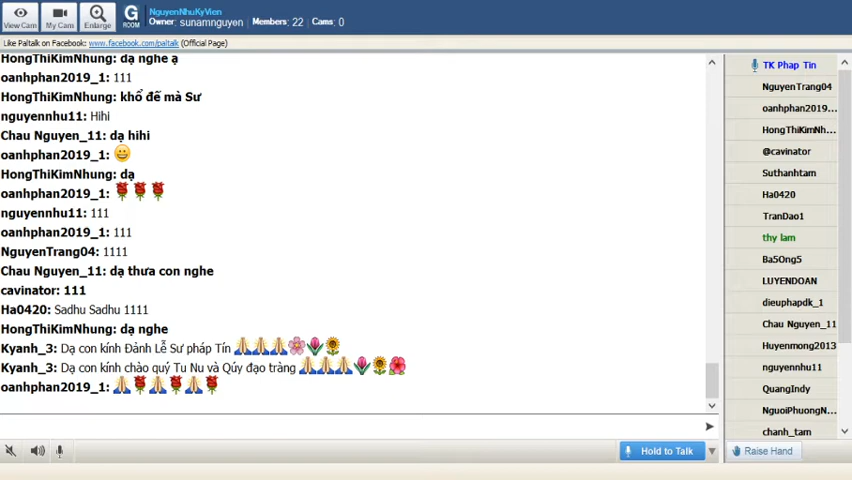 View Cam
My Cam
Enlarge
G
ROOM
NguyenNhuKyVien
Owner: sunamnguyen Members: 22 Cams: 0
Like Paltalk on Facebook: www.facebook.com/paltalk (Official Page)
HongThiKimNhung: dạ nghe ạ
oanhphan2019_1: 111
HongThiKimNhung: khổ đế mà Sư
nguyennhu11: Hihi
Chau Nguyen_11: dạ hihi
oanhphan2019_1: 😀
HongThiKimNhung: dạ
oanhphan2019_1: 🌹🌹🌹
nguyennhu11: 111
oanhphan2019_1: 111
NguyenTrang04: 1111
Chau Nguyen_11: dạ thưa con nghe
cavinator: 111
Ha0420: Sadhu Sadhu 1111
HongThiKimNhung: dạ nghe
Kyanh_3: Dạ con kính Đảnh Lễ Sư pháp Tín 🙏🙏🙏🌸🌷🌻
Kyanh_3: Dạ con kính chào quý Tu Nu và Qúy đạo tràng 🙏🙏🙏🌷🌻🌺
oanhphan2019_1: 🙏🌹🙏🌹🙏🌹
Hold to Talk
TK Phap Tin
NguyenTrang04
oanhphan2019...
HongThiKimNh...
@cavinator
Suthanhtam
Ha0420
TranDao1
thy lam
Ba5Ong5
LUYENDOAN
dieuphapdk_1
Chau Nguyen_11
Huyenmong2013
nguyennhu11
QuangIndy
NguoiPhuongN...
chanh_tam
Raise Hand